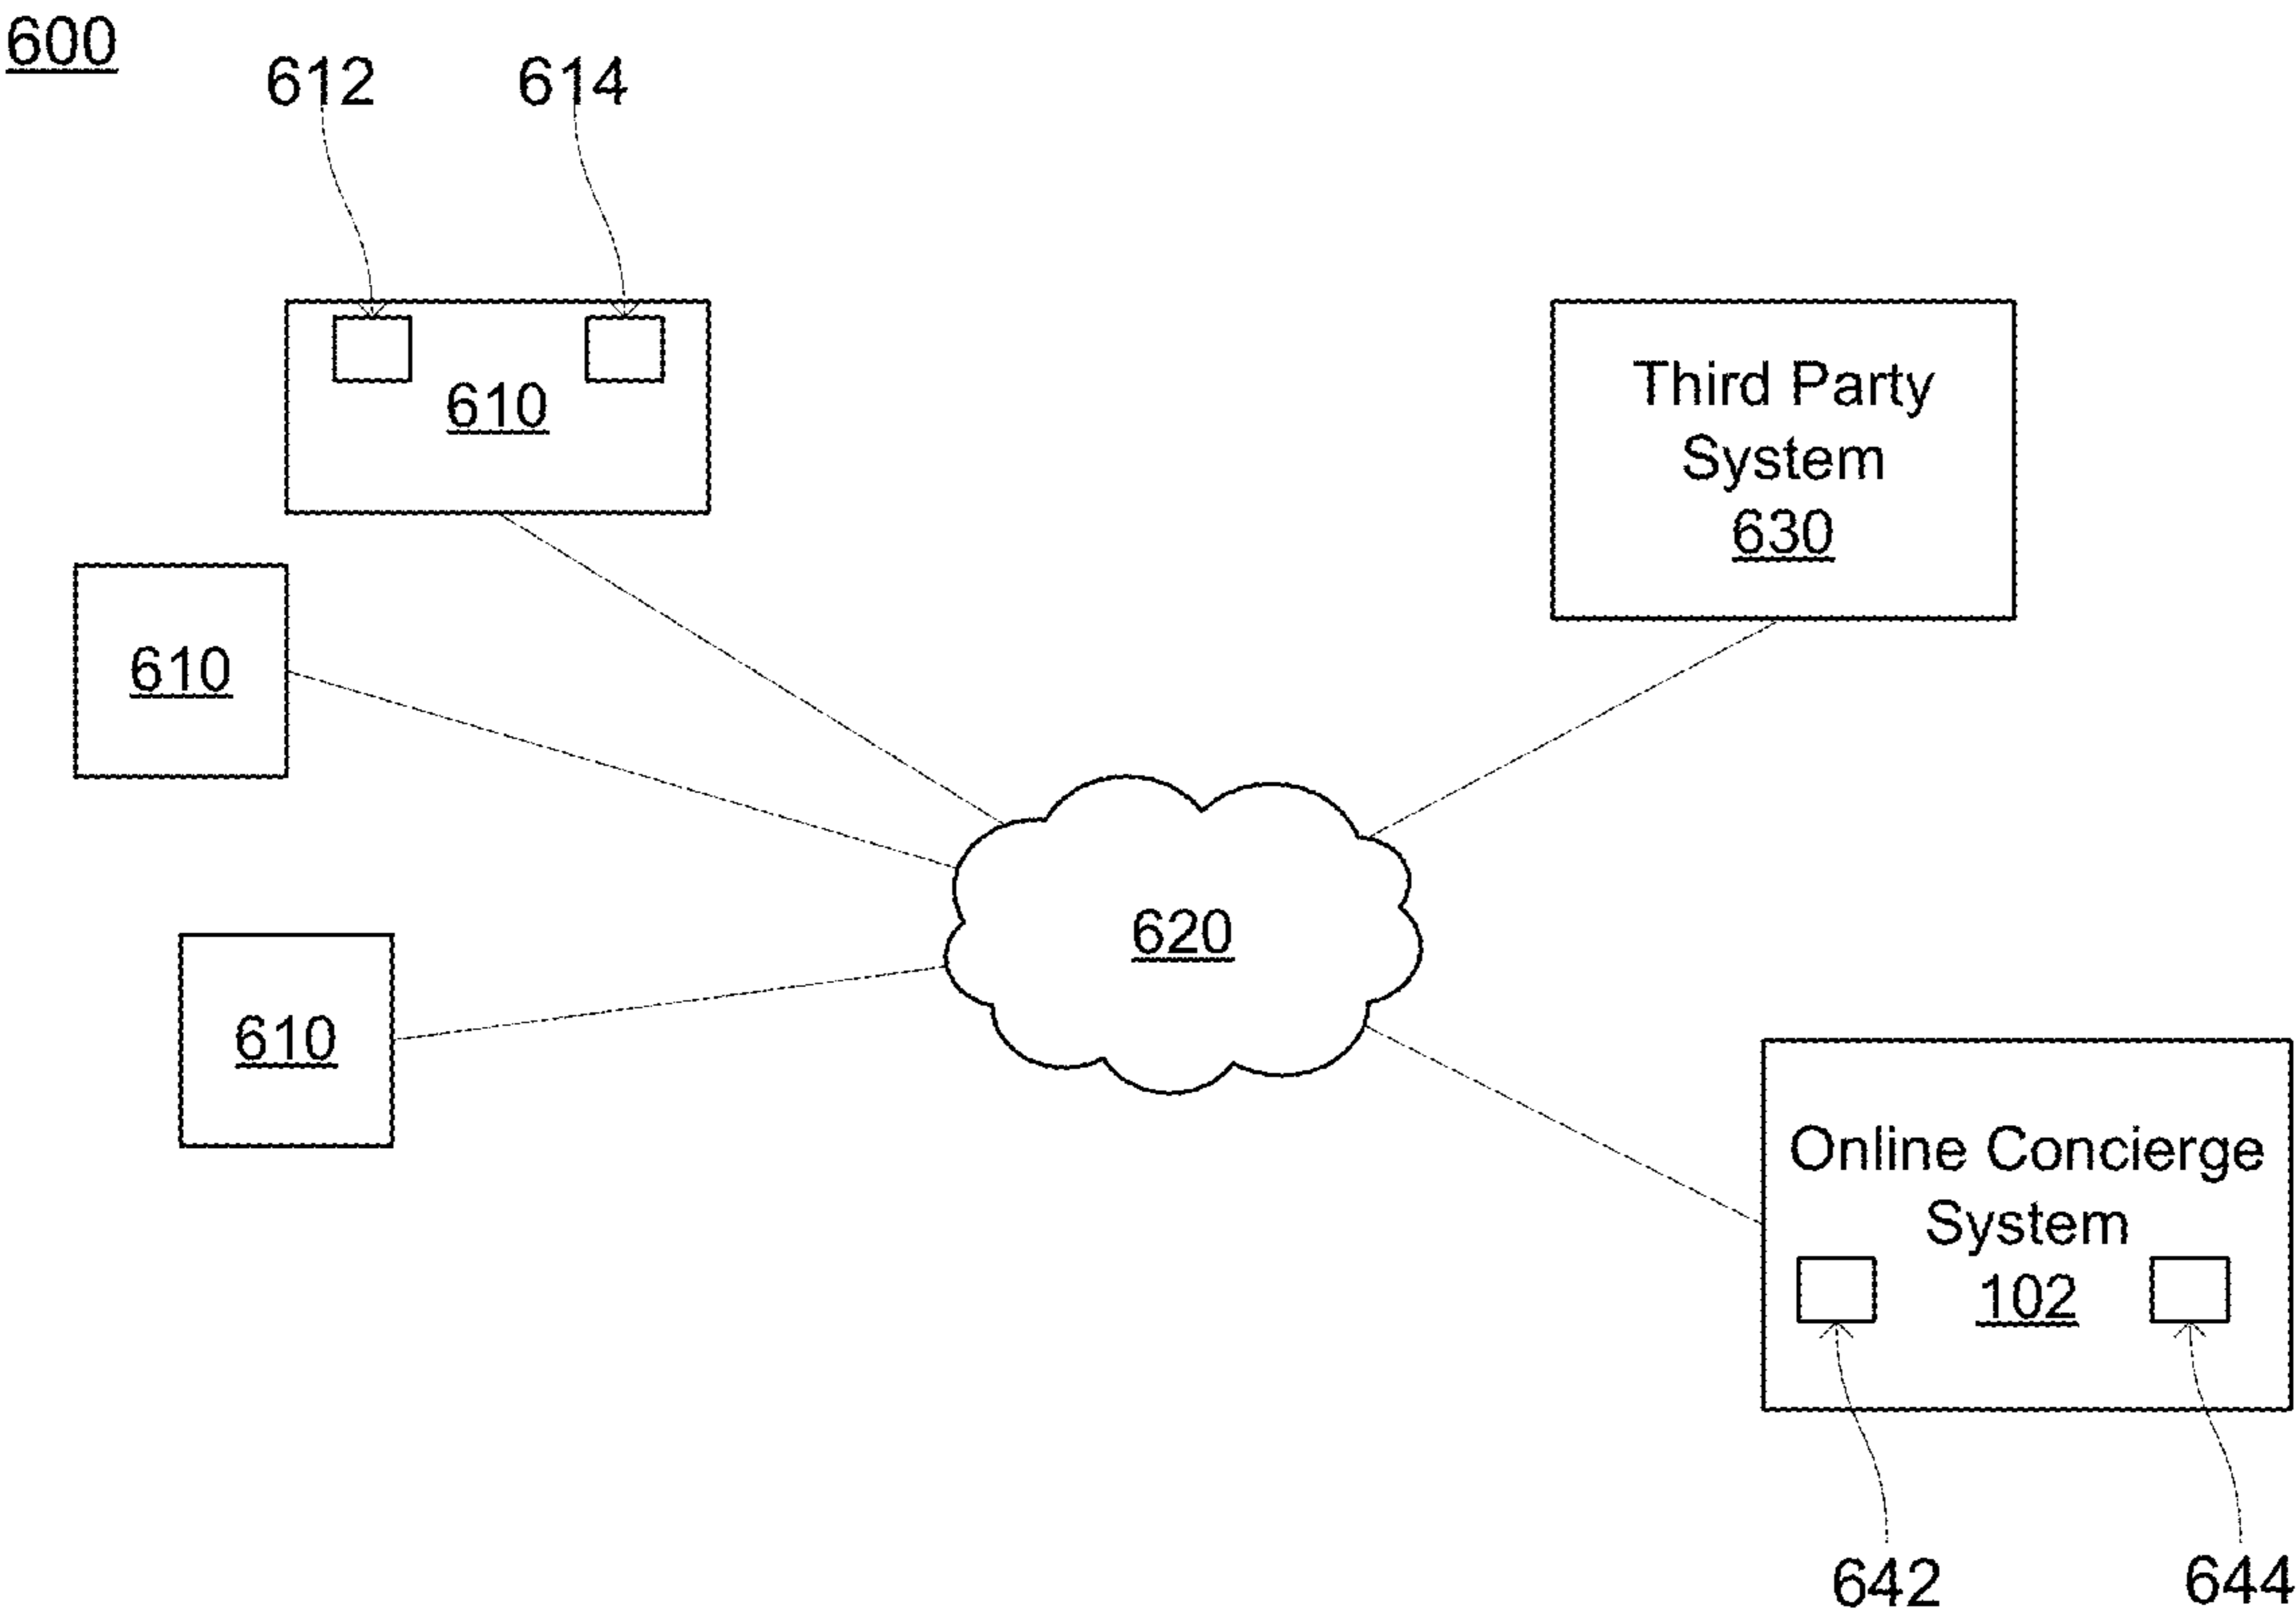 600
612
614
610
Third Party
System
630
610
620
610
Online Concierge
System
102
642
644